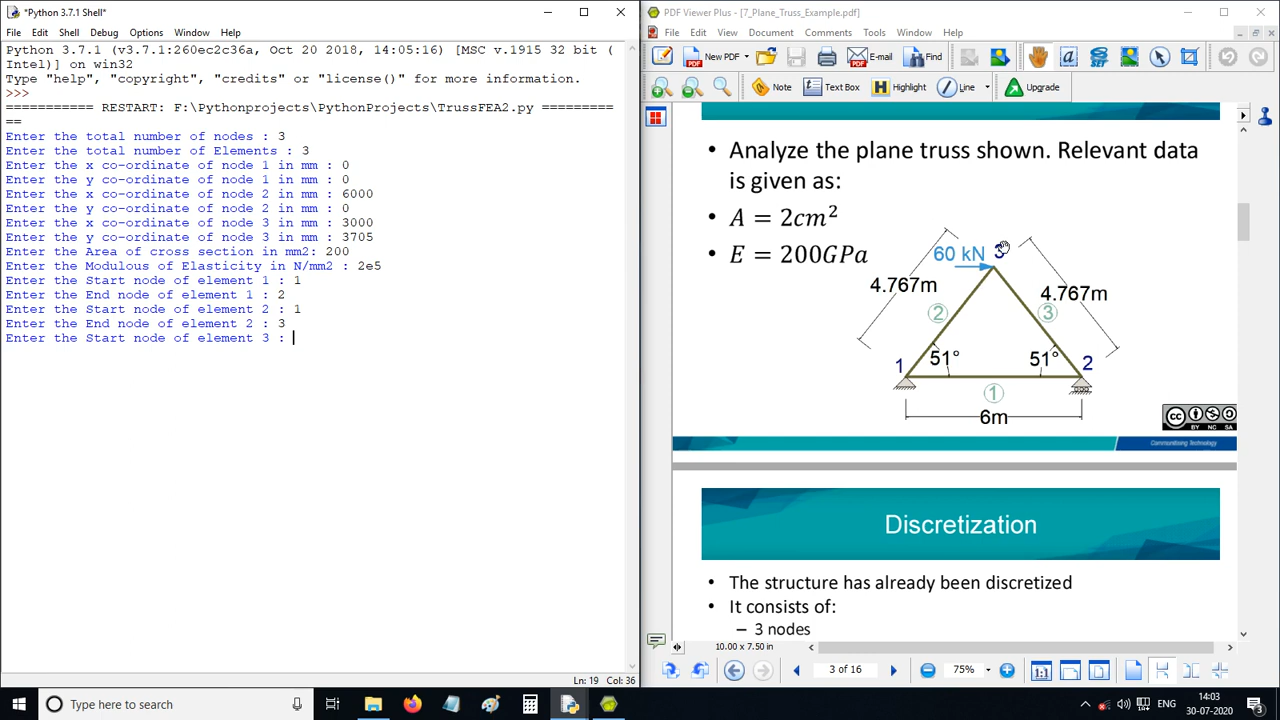 *Python 3.7.1 Shell*
File Edit Shell Debug Options Window Help
Python 3.7.1 (v3.7.1:260ec2c36a, Oct 20 2018, 14:05:16) [MSC v.1915 32 bit (
Intel)] on win32
Type "help", "copyright", "credits" or "license()" for more information.
>>>
=========== RESTART: F:\Pythonprojects\PythonProjects\TrussFEA2.py ==========
==
Enter the total number of nodes : 3
Enter the total number of Elements : 3
Enter the x co-ordinate of node 1 in mm : 0
Enter the y co-ordinate of node 1 in mm : 0
Enter the x co-ordinate of node 2 in mm : 6000
Enter the y co-ordinate of node 2 in mm : 0
Enter the x co-ordinate of node 3 in mm : 3000
Enter the y co-ordinate of node 3 in mm : 3705
Enter the Area of cross section in mm2: 200
Enter the Modulous of Elasticity in N/mm2 : 2e5
Enter the Start node of element 1 : 1
Enter the End node of element 1 : 2
Enter the Start node of element 2 : 1
Enter the End node of element 2 : 3
Enter the Start node of element 3 :
Ln: 19 Col: 36
PDF Viewer Plus - [7_Plane_Truss_Example.pdf]
File Edit View Document Comments Tools Window Help
New PDF E-mail Find
Note Text Box Highlight Line Upgrade
• Analyze the plane truss shown. Relevant data
is given as:
• A = 2cm²
• E = 200GPa
60 kN 3
4.767m 4.767m
2 3
1 51° 51° 2
1
6m
cc BY NC SA
Communitising Technology
Discretization
• The structure has already been discretized
• It consists of:
– 3 nodes
10.00 x 7.50 in
3 of 16 75%
Type here to search
ENG
14:03
30-07-2020
3